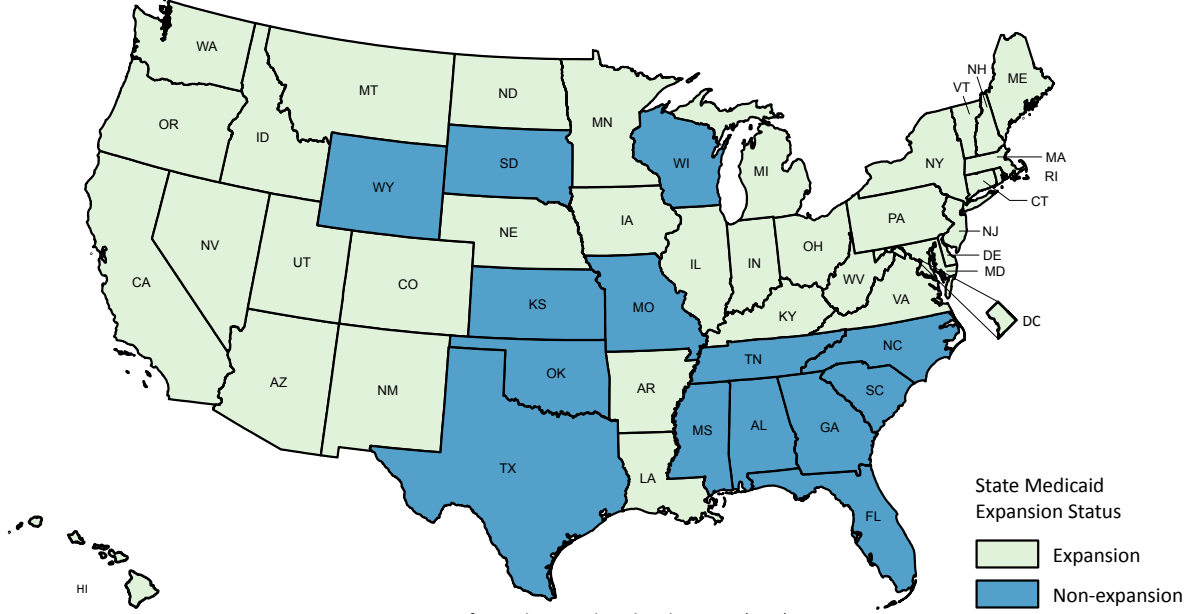 WA
MT
ND
MN
OR
ID
SD
WI
WY
MI
NH
VT
ME
NY
MA
RI
CT
NV
UT
CO
NE
IA
IL
IN
OH
PA
NJ
DE
MD
CA
KS
MO
KY
WV
VA
DC
AZ
NM
OK
AR
TN
NC
SC
TX
LA
MS
AL
GA
FL
HI
State Medicaid
Expansion Status
Expansion
Non-expansion